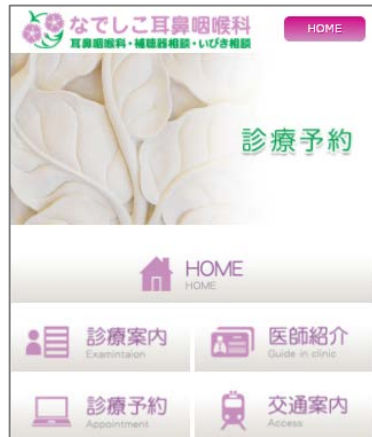 なでしこ耳鼻咽喉科
耳鼻咽喉科・補聴器相談・いびき相談
HOME
診療予約
HOME
HOME
診療案内
Examintaion
医師紹介
Guide in clinic
診療予約
Appointment
交通案内
Access